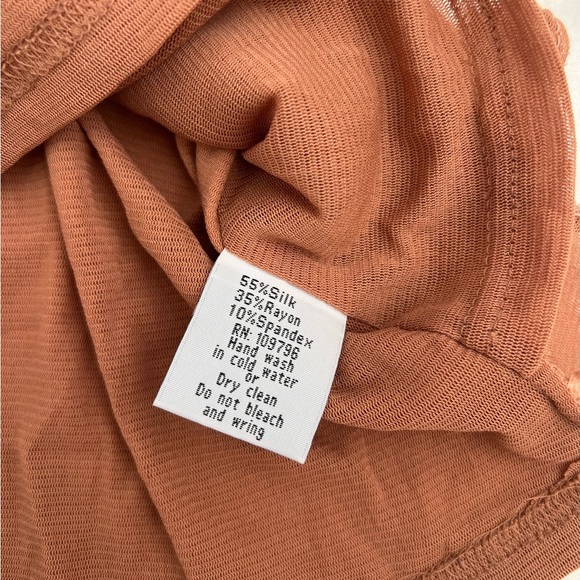 55%Silk
35%Rayon
10%Spandex
RN: 109796
Hand wash
in cold water
or
Dry clean
Do not bleach
and wring